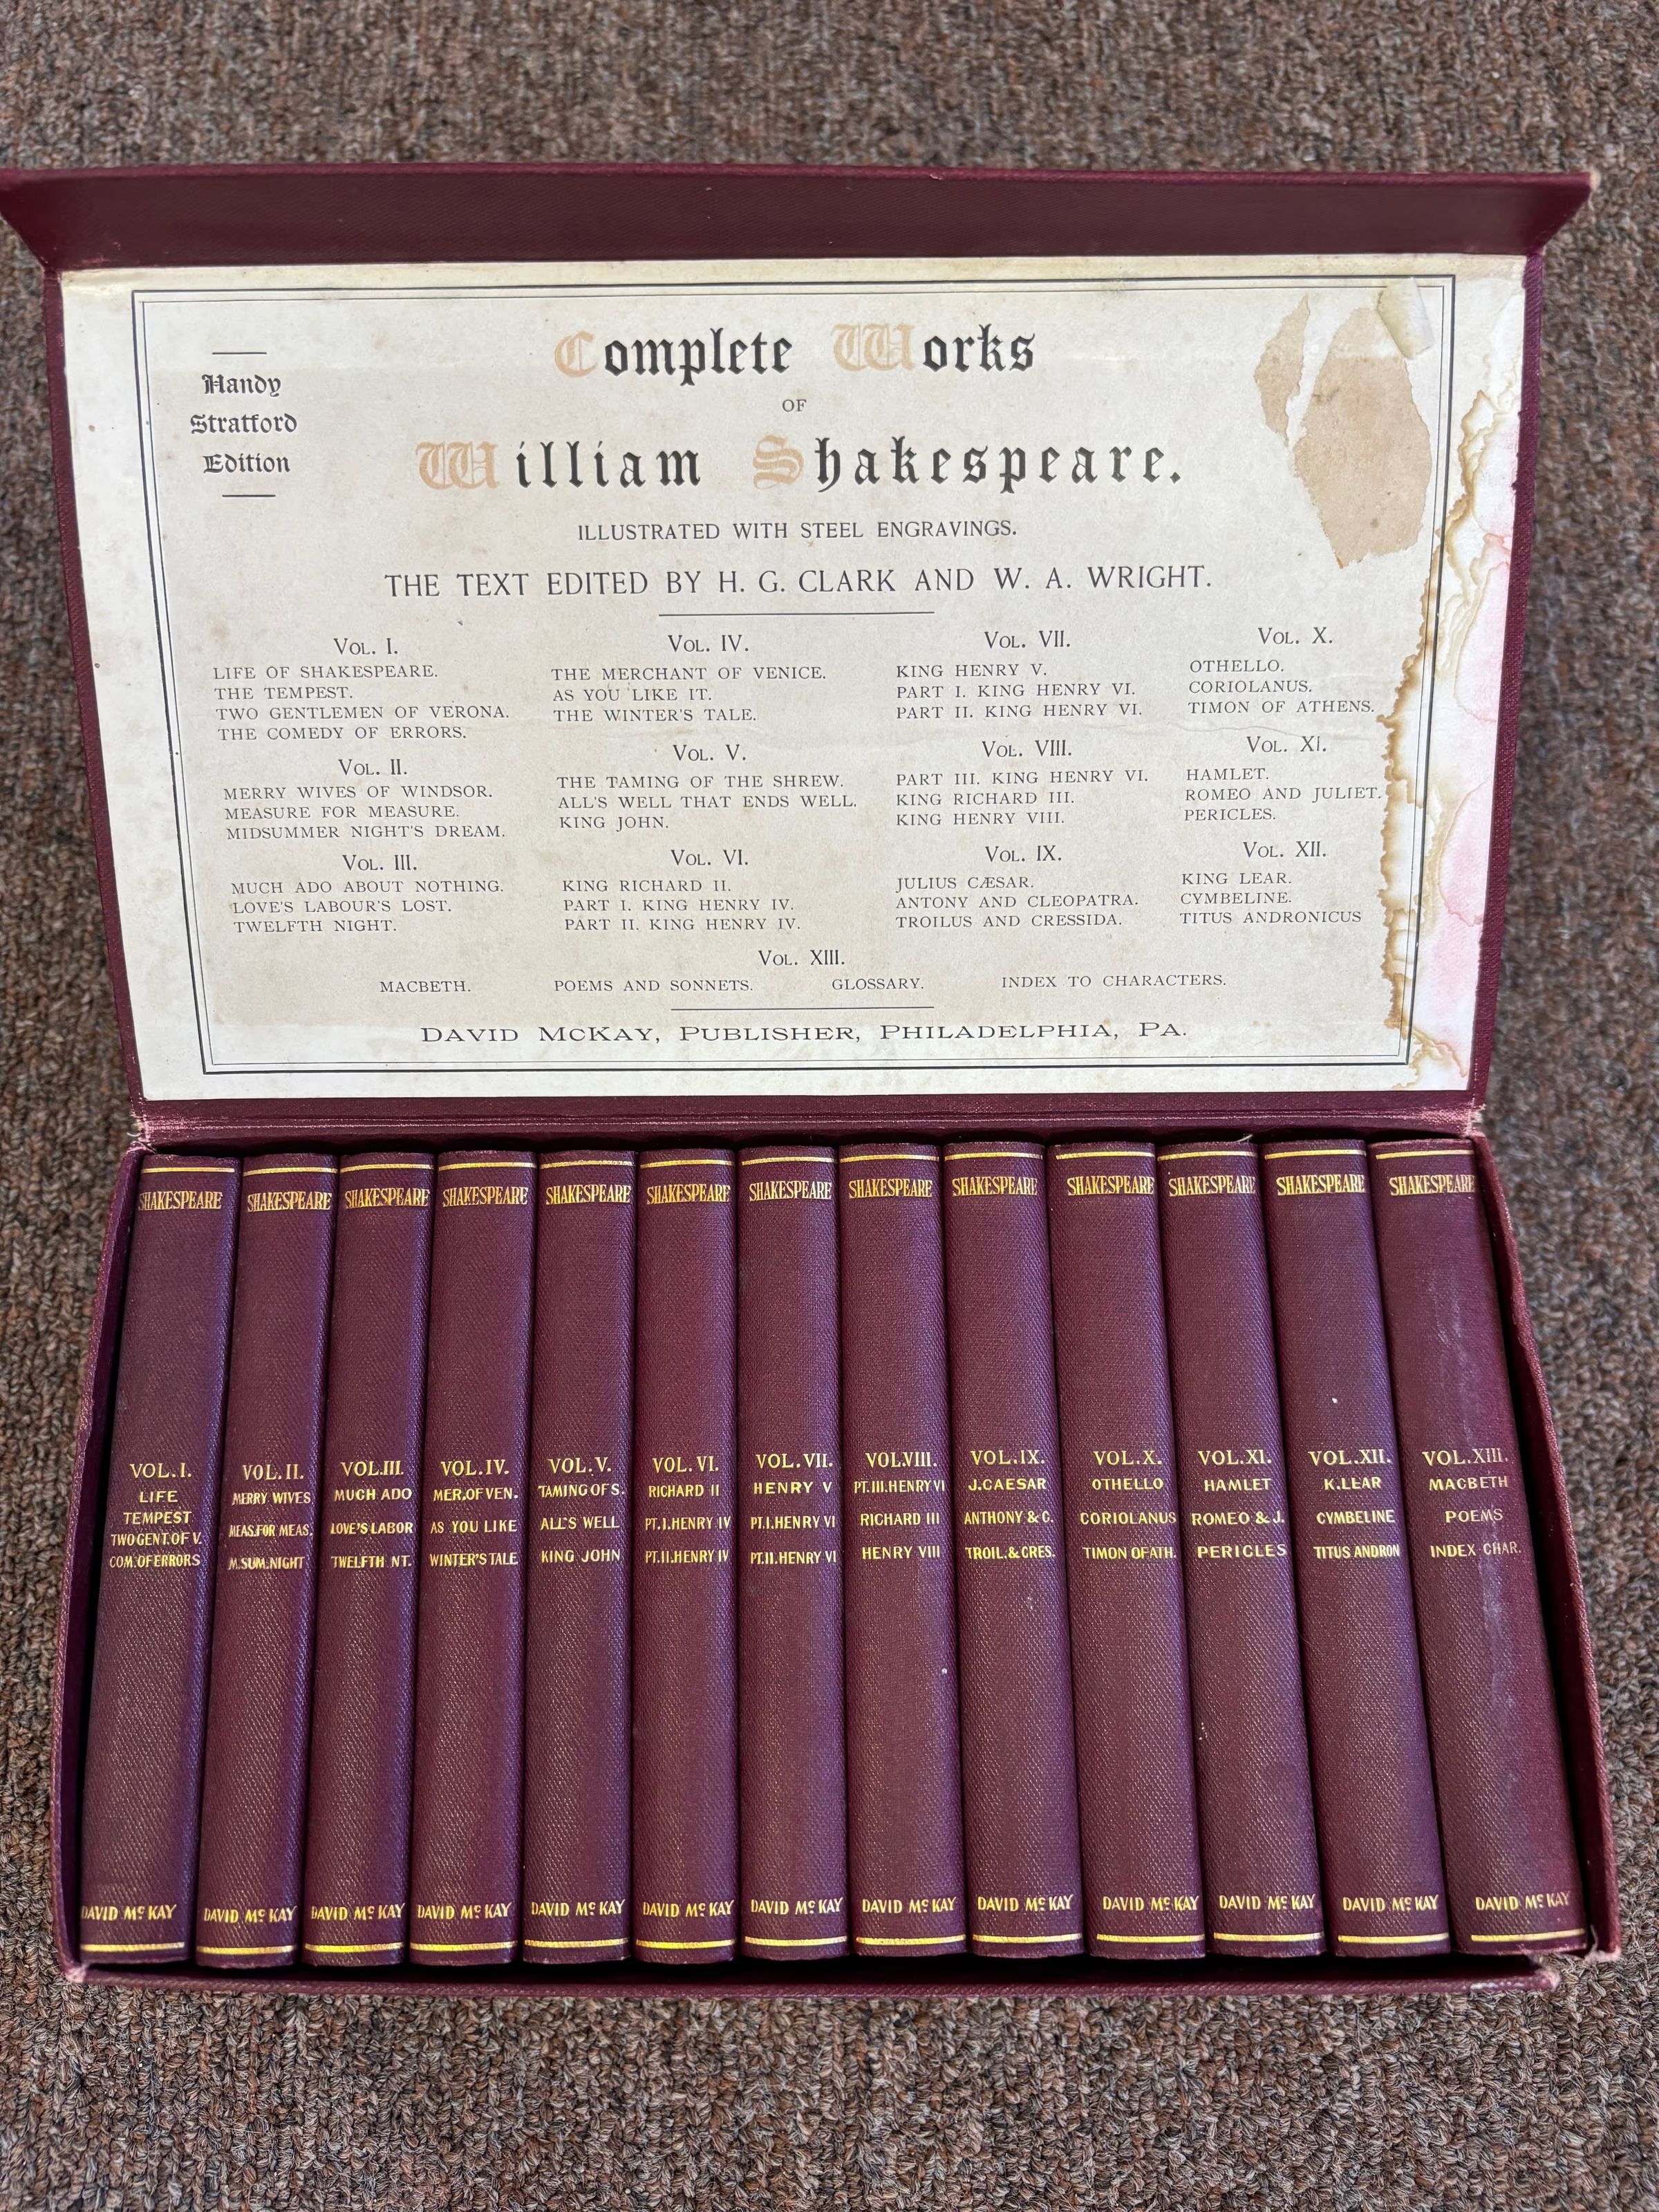 Handy
Stratford
Edition
Complete Works
OF
William Shakespeare.
ILLUSTRATED WITH STEEL ENGRAVINGS.
THE TEXT EDITED BY H. G. CLARK AND W. A. WRIGHT.
VOL. I.
LIFE OF SHAKESPEARE.
THE TEMPEST.
TWO GENTLEMEN OF VERONA.
THE COMEDY OF ERRORS.
VOL. II.
MERRY WIVES OF WINDSOR.
MEASURE FOR MEASURE.
MIDSUMMER NIGHT'S DREAM.
VOL. III.
MUCH ADO ABOUT NOTHING.
LOVE'S LABOUR'S LOST.
TWELFTH NIGHT.
VOL. IV.
THE MERCHANT OF VENICE.
AS YOU LIKE IT.
THE WINTER'S TALE.
VOL. V.
THE TAMING OF THE SHREW.
ALL'S WELL THAT ENDS WELL.
KING JOHN.
VOL. VI.
KING RICHARD II.
PART I. KING HENRY IV.
PART II. KING HENRY IV.
VOL. VII.
KING HENRY V.
PART I. KING HENRY VI.
PART II. KING HENRY VI.
VOL. VIII.
PART III. KING HENRY VI.
KING RICHARD III.
KING HENRY VIII.
VOL. IX.
JULIUS CÆSAR.
ANTONY AND CLEOPATRA.
TROILUS AND CRESSIDA.
VOL. X.
OTHELLO.
CORIOLANUS.
TIMON OF ATHENS.
VOL. XI.
HAMLET.
ROMEO AND JULIET.
PERICLES.
VOL. XII.
KING LEAR.
CYMBELINE.
TITUS ANDRONICUS
VOL. XIII.
MACBETH. POEMS AND SONNETS. GLOSSARY. INDEX TO CHARACTERS.
DAVID MCKAY, PUBLISHER, PHILADELPHIA, PA.
SHAKESPEARE
VOL. I.
LIFE
TEMPEST
TWO GENT. OF V.
COM. OF ERRORS
DAVID McKAY
SHAKESPEARE
VOL. II.
MERRY WIVES
MEAS. FOR MEAS.
M. SUM. NIGHT
DAVID McKAY
SHAKESPEARE
VOL. III.
MUCH ADO
LOVE'S LABOR
TWELFTH NT.
DAVID McKAY
SHAKESPEARE
VOL. IV.
MER. OF VEN.
AS YOU LIKE
WINTER'S TALE
DAVID McKAY
SHAKESPEARE
VOL. V.
TAMING OF S.
ALL'S WELL
KING JOHN
DAVID McKAY
SHAKESPEARE
VOL. VI.
RICHARD II
PT. I. HENRY IV
PT. II. HENRY IV
DAVID McKAY
SHAKESPEARE
VOL. VII.
HENRY V
PT. I. HENRY VI
PT. II. HENRY VI
DAVID McKAY
SHAKESPEARE
VOL. VIII.
PT. III. HENRY VI
RICHARD III
HENRY VIII
DAVID McKAY
SHAKESPEARE
VOL. IX.
J. CAESAR
ANTHONY & C.
TROIL. & CRES.
DAVID McKAY
SHAKESPEARE
VOL. X.
OTHELLO
CORIOLANUS
TIMON OF ATH.
DAVID McKAY
SHAKESPEARE
VOL. XI.
HAMLET
ROMEO & J.
PERICLES
DAVID McKAY
SHAKESPEARE
VOL. XII.
K. LEAR
CYMBELINE
TITUS ANDRON
DAVID McKAY
SHAKESPEARE
VOL. XIII.
MACBETH
POEMS
INDEX CHAR.
DAVID McKAY